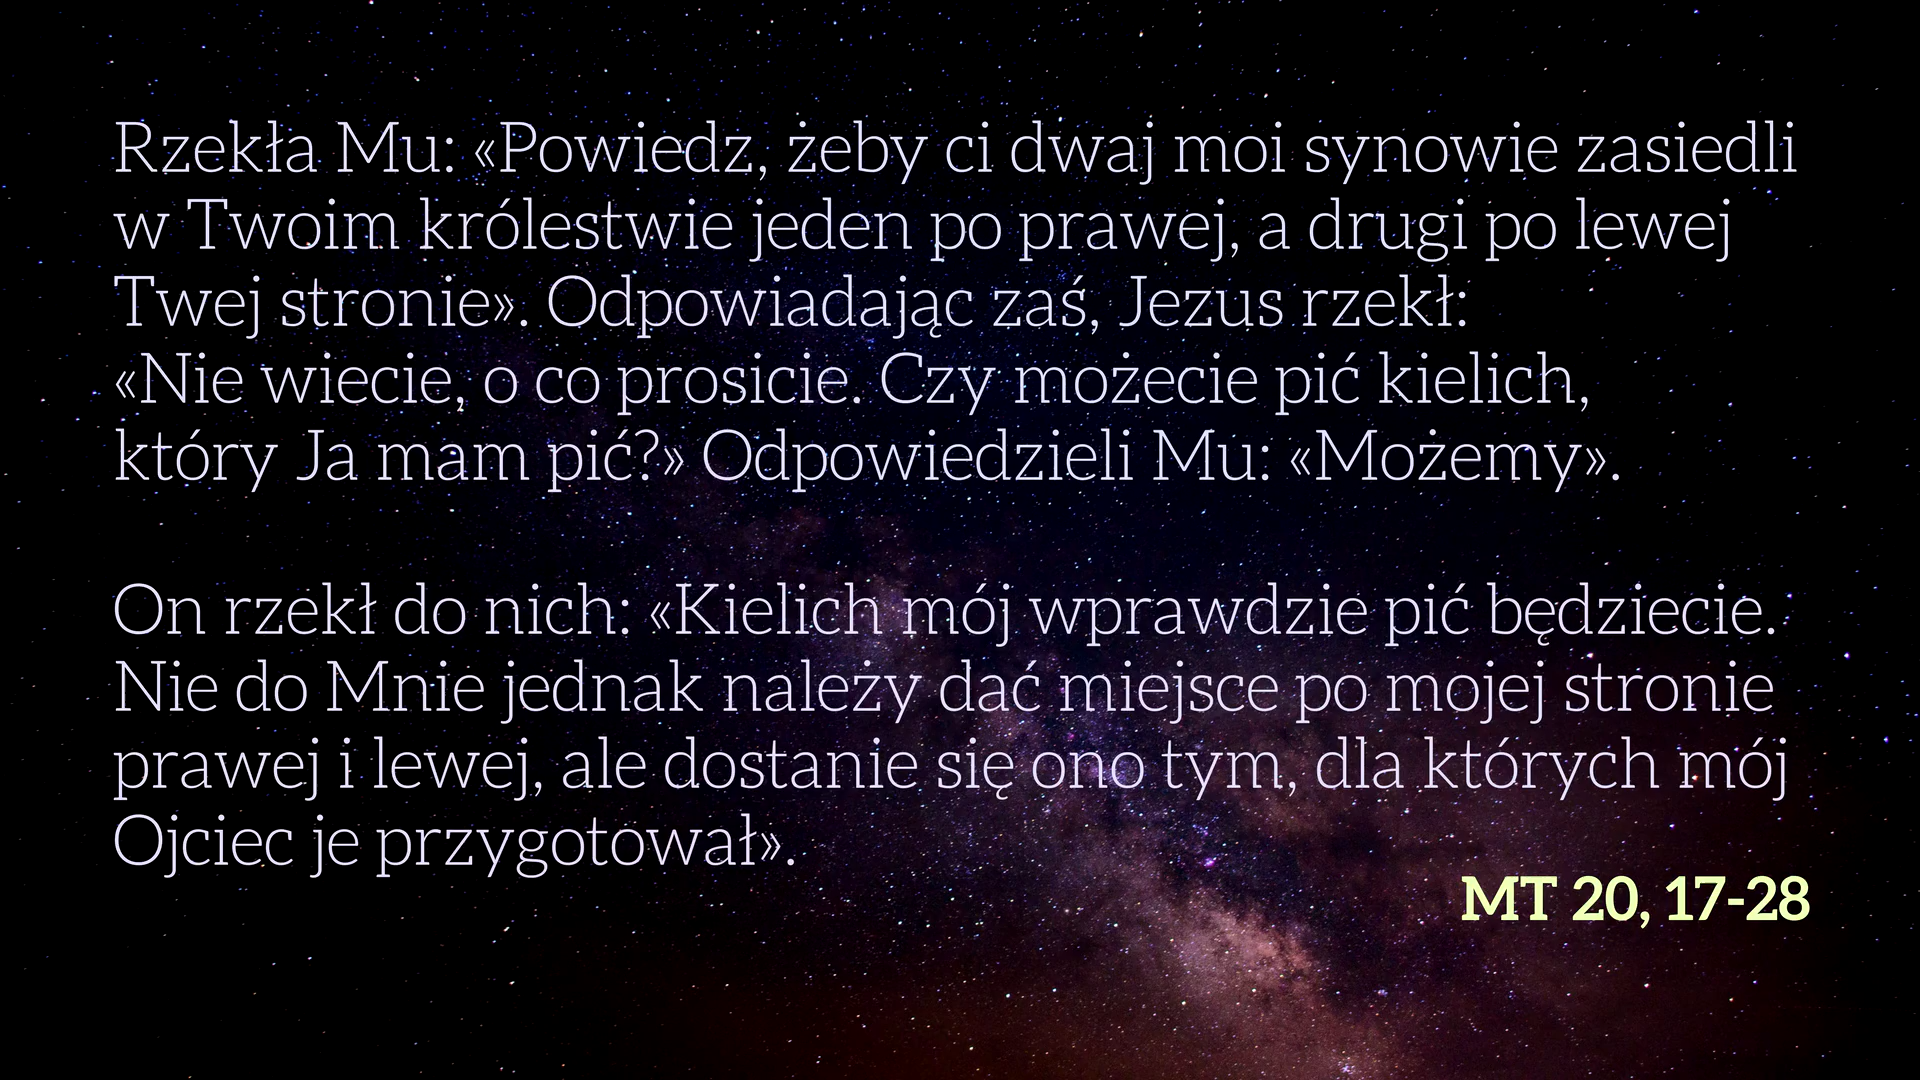 Rzekła Mu: «Powiedz, żeby ci dwaj moi synowie zasiedli
w Twoim królestwie jeden po prawej, a drugi po lewej
Twej stronie». Odpowiadając zaś, Jezus rzekł:
«Nie wiecie, o co prosicie. Czy możecie pić kielich,
który Ja mam pić?» Odpowiedzieli Mu: «Możemy».
On rzekł do nich: «Kielich mój wprawdzie pić będziecie.
Nie do Mnie jednak należy dać miejsce po mojej stronie
prawej i lewej, ale dostanie się ono tym, dla których mój
Ojciec je przygotował».
MT 20, 17-28